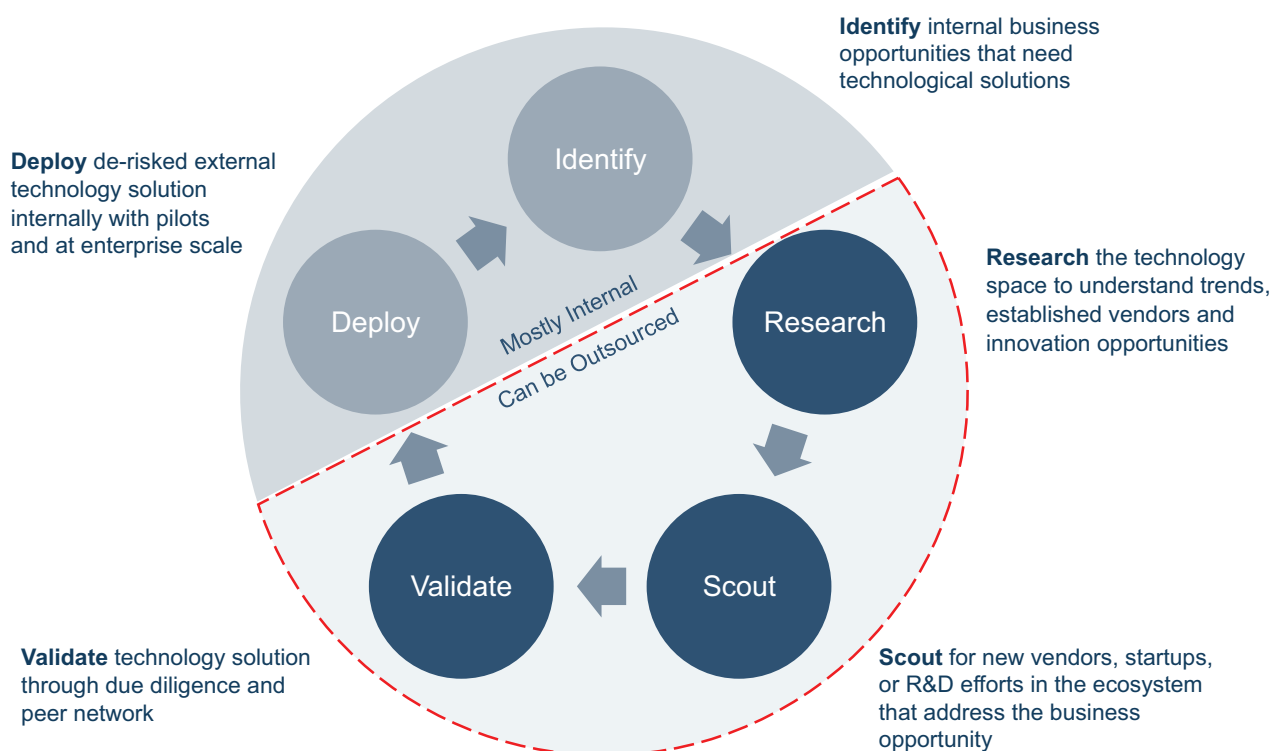 Identify internal business
opportunities that need
technological solutions
Identify
Deploy de-risked external
technology solution
internally with pilots
and at enterprise scale
Deploy
Mostly Internal
Can be Outsourced
Research
Research the technology
space to understand trends,
established vendors and
innovation opportunities
Validate
Scout
Validate technology solution
through due diligence and
peer network
Scout for new vendors, startups,
or R&D efforts in the ecosystem
that address the business
opportunity